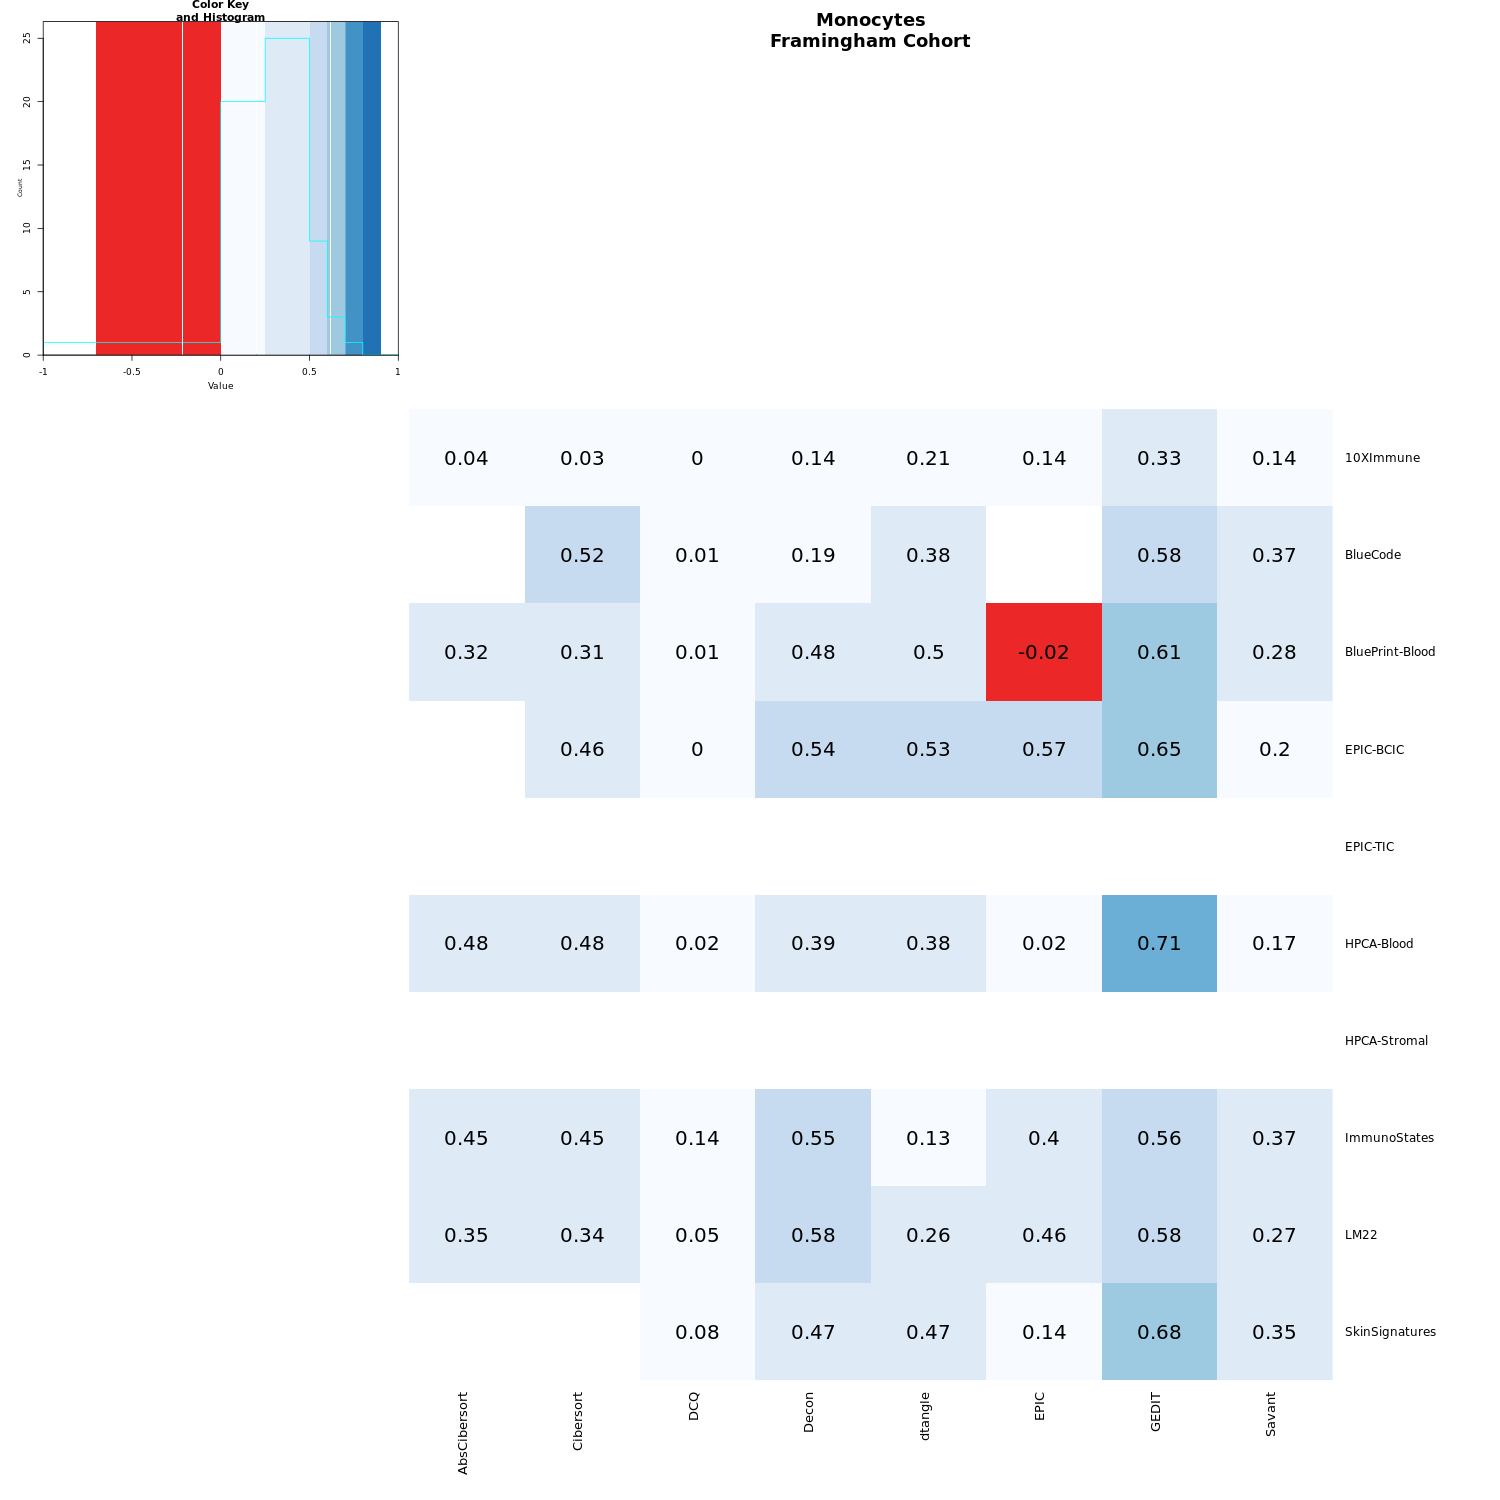 Color Key
and Histogram
Monocytes
Framingham Cohort
25
20
15
10
5
0
Count
-1 -0.5 0 0.5 1
Value
0.04 0.03 0 0.14 0.21 0.14 0.33 0.14 10XImmune
0.52 0.01 0.19 0.38 0.58 0.37 BlueCode
0.32 0.31 0.01 0.48 0.5 -0.02 0.61 0.28 BluePrint-Blood
0.46 0 0.54 0.53 0.57 0.65 0.2 EPIC-BCIC
EPIC-TIC
0.48 0.48 0.02 0.39 0.38 0.02 0.71 0.17 HPCA-Blood
HPCA-Stromal
0.45 0.45 0.14 0.55 0.13 0.4 0.56 0.37 ImmunoStates
0.35 0.34 0.05 0.58 0.26 0.46 0.58 0.27 LM22
0.08 0.47 0.47 0.14 0.68 0.35 SkinSignatures
AbsCibersort Cibersort DCQ Decon dtangle EPIC GEDIT Savant